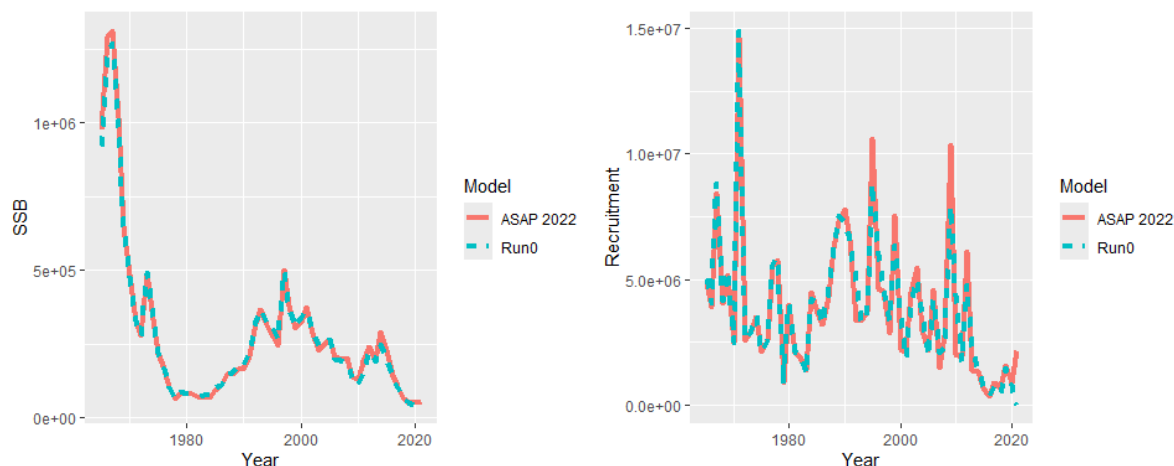 1e+06
5e+05
0e+00
SSB
1980
2000
2020
Year
Model
ASAP 2022
Run0
1.5e+07
1.0e+07
5.0e+06
0.0e+00
Recruitment
1980
2000
2020
Year
Model
ASAP 2022
Run0